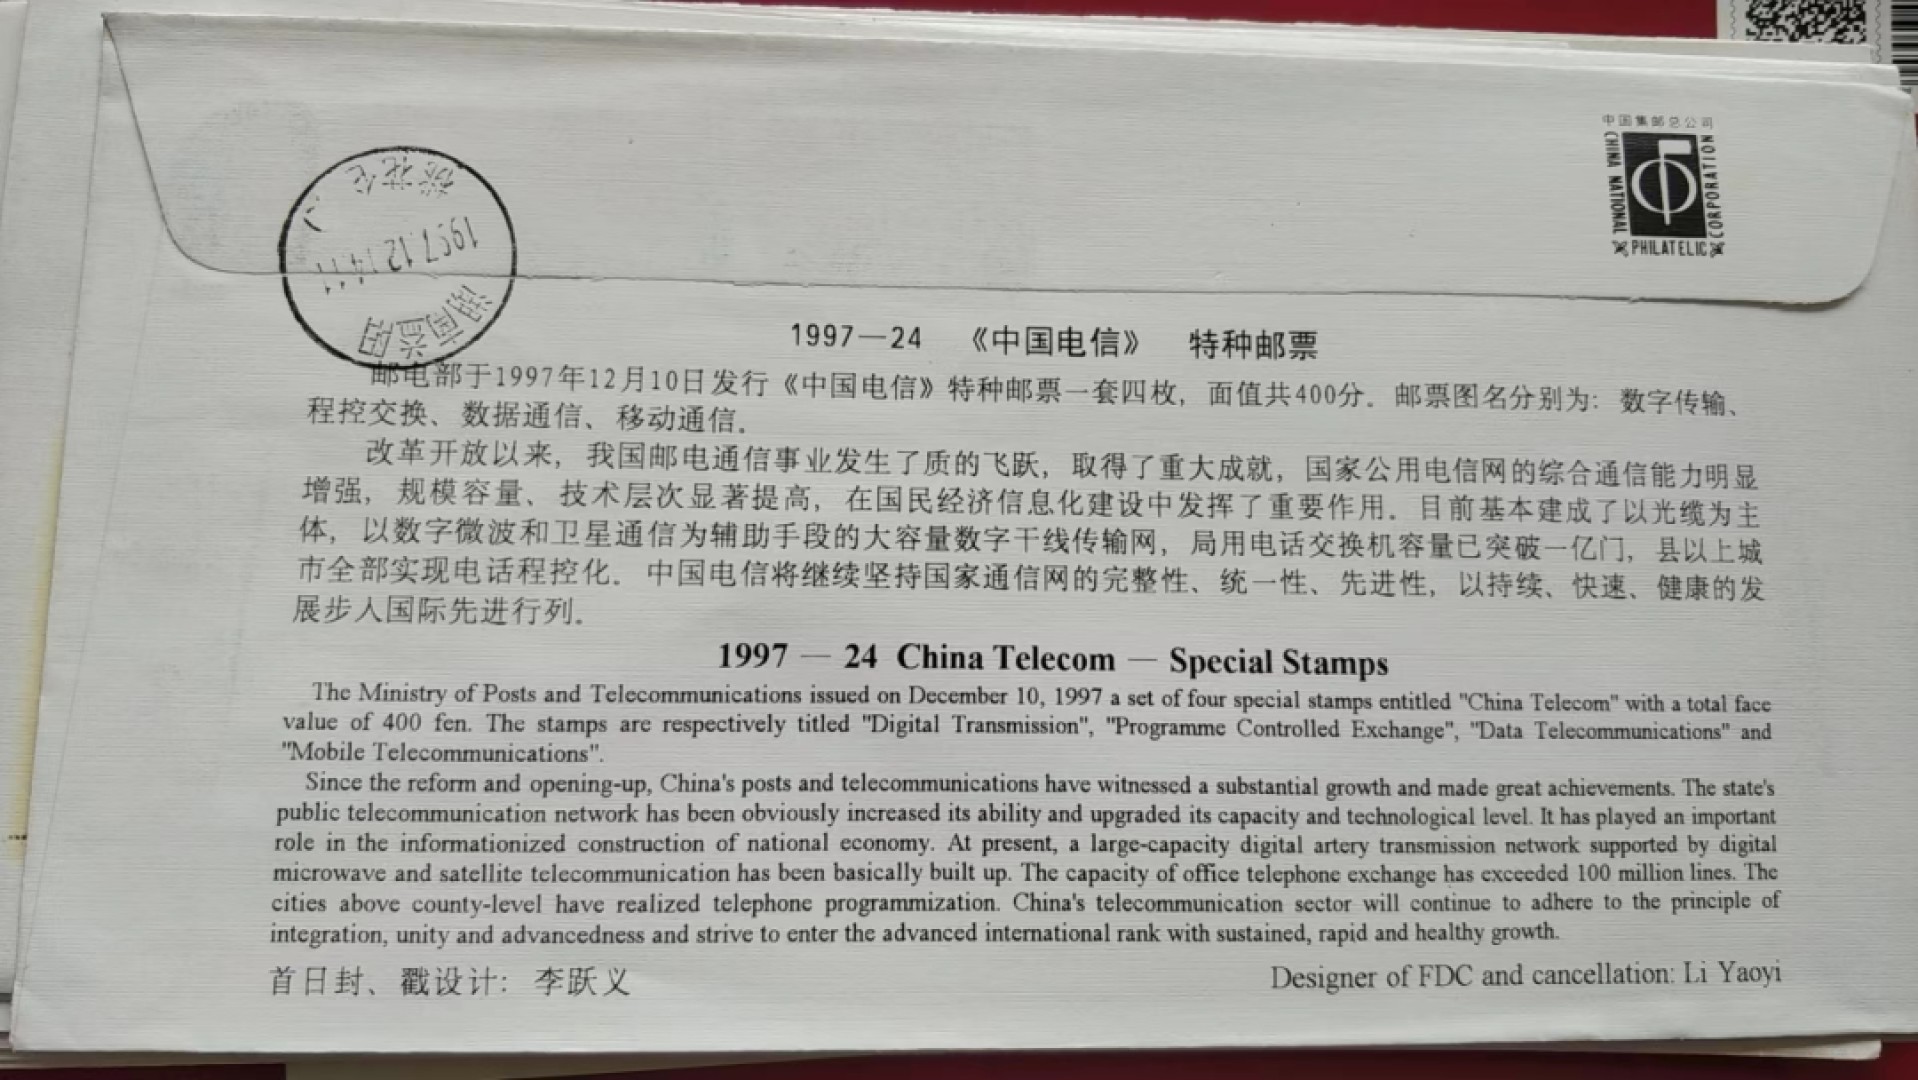 中国集邮总公司
CHINA NATIONAL
PHILATELIC
CORPORATION
湖南益阳
桃花仑
1997.12.14.11
1997—24 《中国电信》 特种邮票
邮电部于1997年12月10日发行《中国电信》特种邮票一套四枚，面值共400分．邮票图名分别为：数字传输、
程控交换、数据通信、移动通信．
改革开放以来，我国邮电通信事业发生了质的飞跃，取得了重大成就，国家公用电信网的综合通信能力明显
增强，规模容量、技术层次显著提高，在国民经济信息化建设中发挥了重要作用．目前基本建成了以光缆为主
体，以数字微波和卫星通信为辅助手段的大容量数字干线传输网，局用电话交换机容量已突破一亿门，县以上城
市全部实现电话程控化．中国电信将继续坚持国家通信网的完整性、统一性、先进性，以持续、快速、健康的发
展步入国际先进行列．
1997 — 24 China Telecom — Special Stamps
The Ministry of Posts and Telecommunications issued on December 10, 1997 a set of four special stamps entitled "China Telecom" with a total face
value of 400 fen. The stamps are respectively titled "Digital Transmission", "Programme Controlled Exchange", "Data Telecommunications" and
"Mobile Telecommunications".
Since the reform and opening-up, China's posts and telecommunications have witnessed a substantial growth and made great achievements. The state's
public telecommunication network has been obviously increased its ability and upgraded its capacity and technological level. It has played an important
role in the informationized construction of national economy. At present, a large-capacity digital artery transmission network supported by digital
microwave and satellite telecommunication has been basically built up. The capacity of office telephone exchange has exceeded 100 million lines. The
cities above county-level have realized telephone programmization. China's telecommunication sector will continue to adhere to the principle of
integration, unity and advancedness and strive to enter the advanced international rank with sustained, rapid and healthy growth.
首日封、戳设计：李跃义
Designer of FDC and cancellation: Li Yaoyi